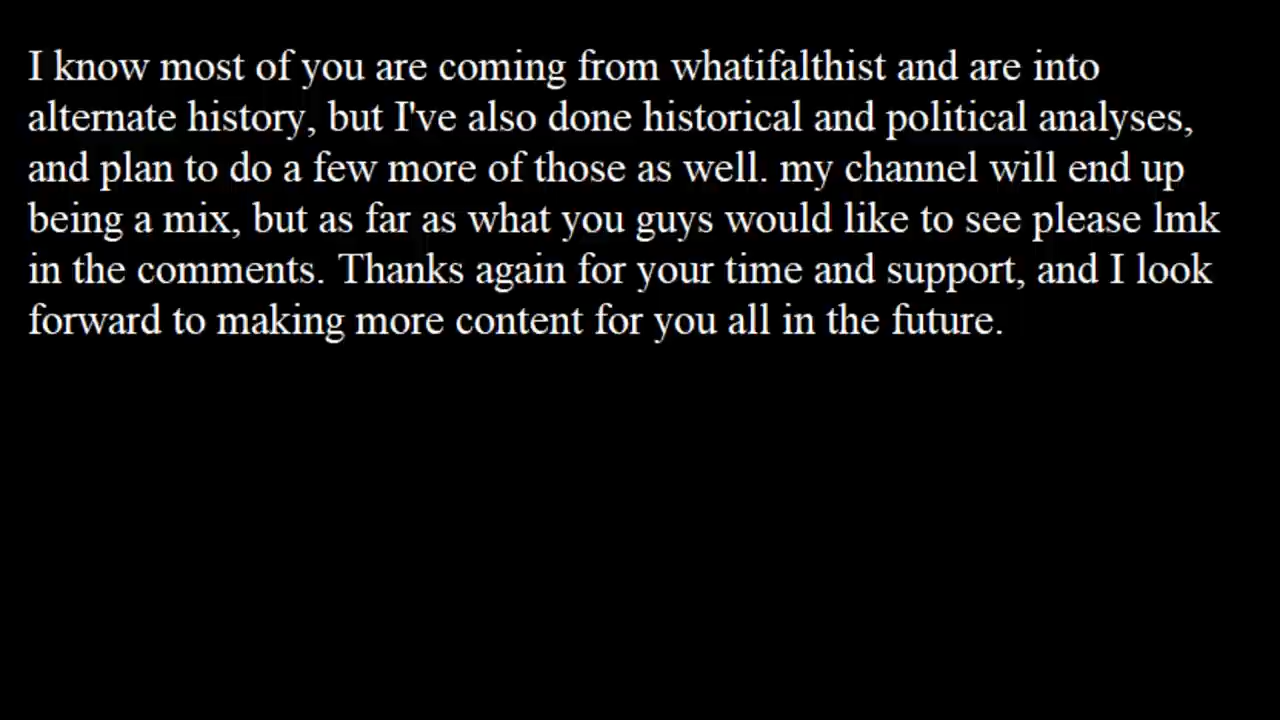 I know most of you are coming from whatifalthist and are into
alternate history, but I've also done historical and political analyses,
and plan to do a few more of those as well. my channel will end up
being a mix, but as far as what you guys would like to see please lmk
in the comments. Thanks again for your time and support, and I look
forward to making more content for you all in the future.